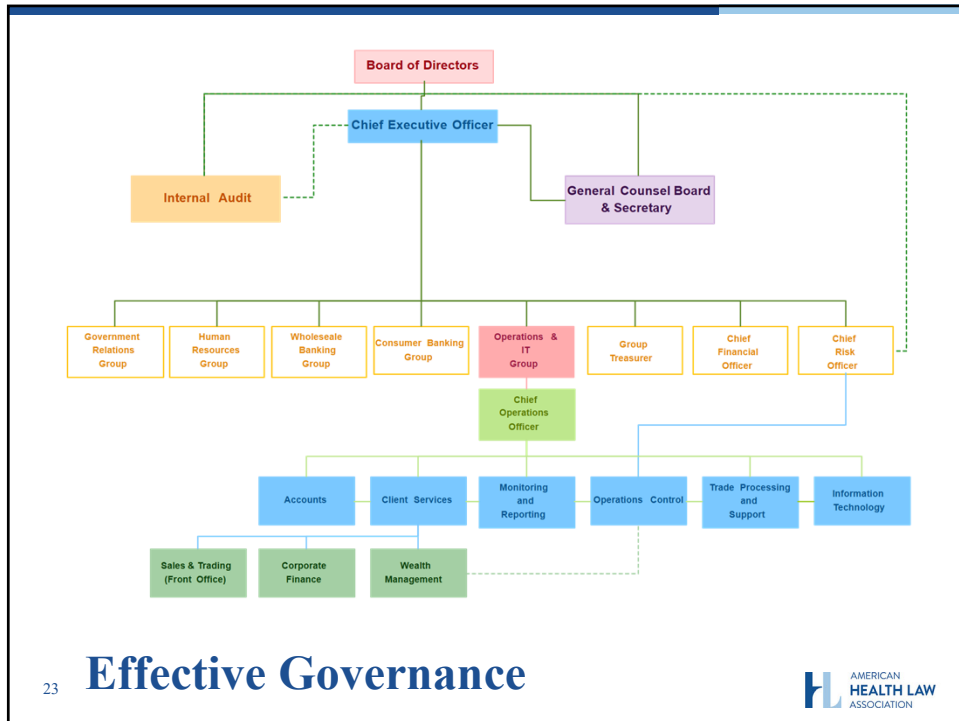 Board of Directors
Chief Executive Officer
Internal Audit
General Counsel Board
& Secretary
Government
Relations
Group
Human
Resources
Group
Wholeseale
Banking
Group
Consumer Banking
Group
Operations &
IT
Group
Group
Treasurer
Chief
Financial
Officer
Chief
Risk
Officer
Chief
Operations
Officer
Accounts
Client Services
Monitoring
and
Reporting
Operations Control
Trade Processing
and
Support
Information
Technology
Sales & Trading
(Front Office)
Corporate
Finance
Wealth
Management
23
Effective Governance
AMERICAN
HEALTH LAW
ASSOCIATION